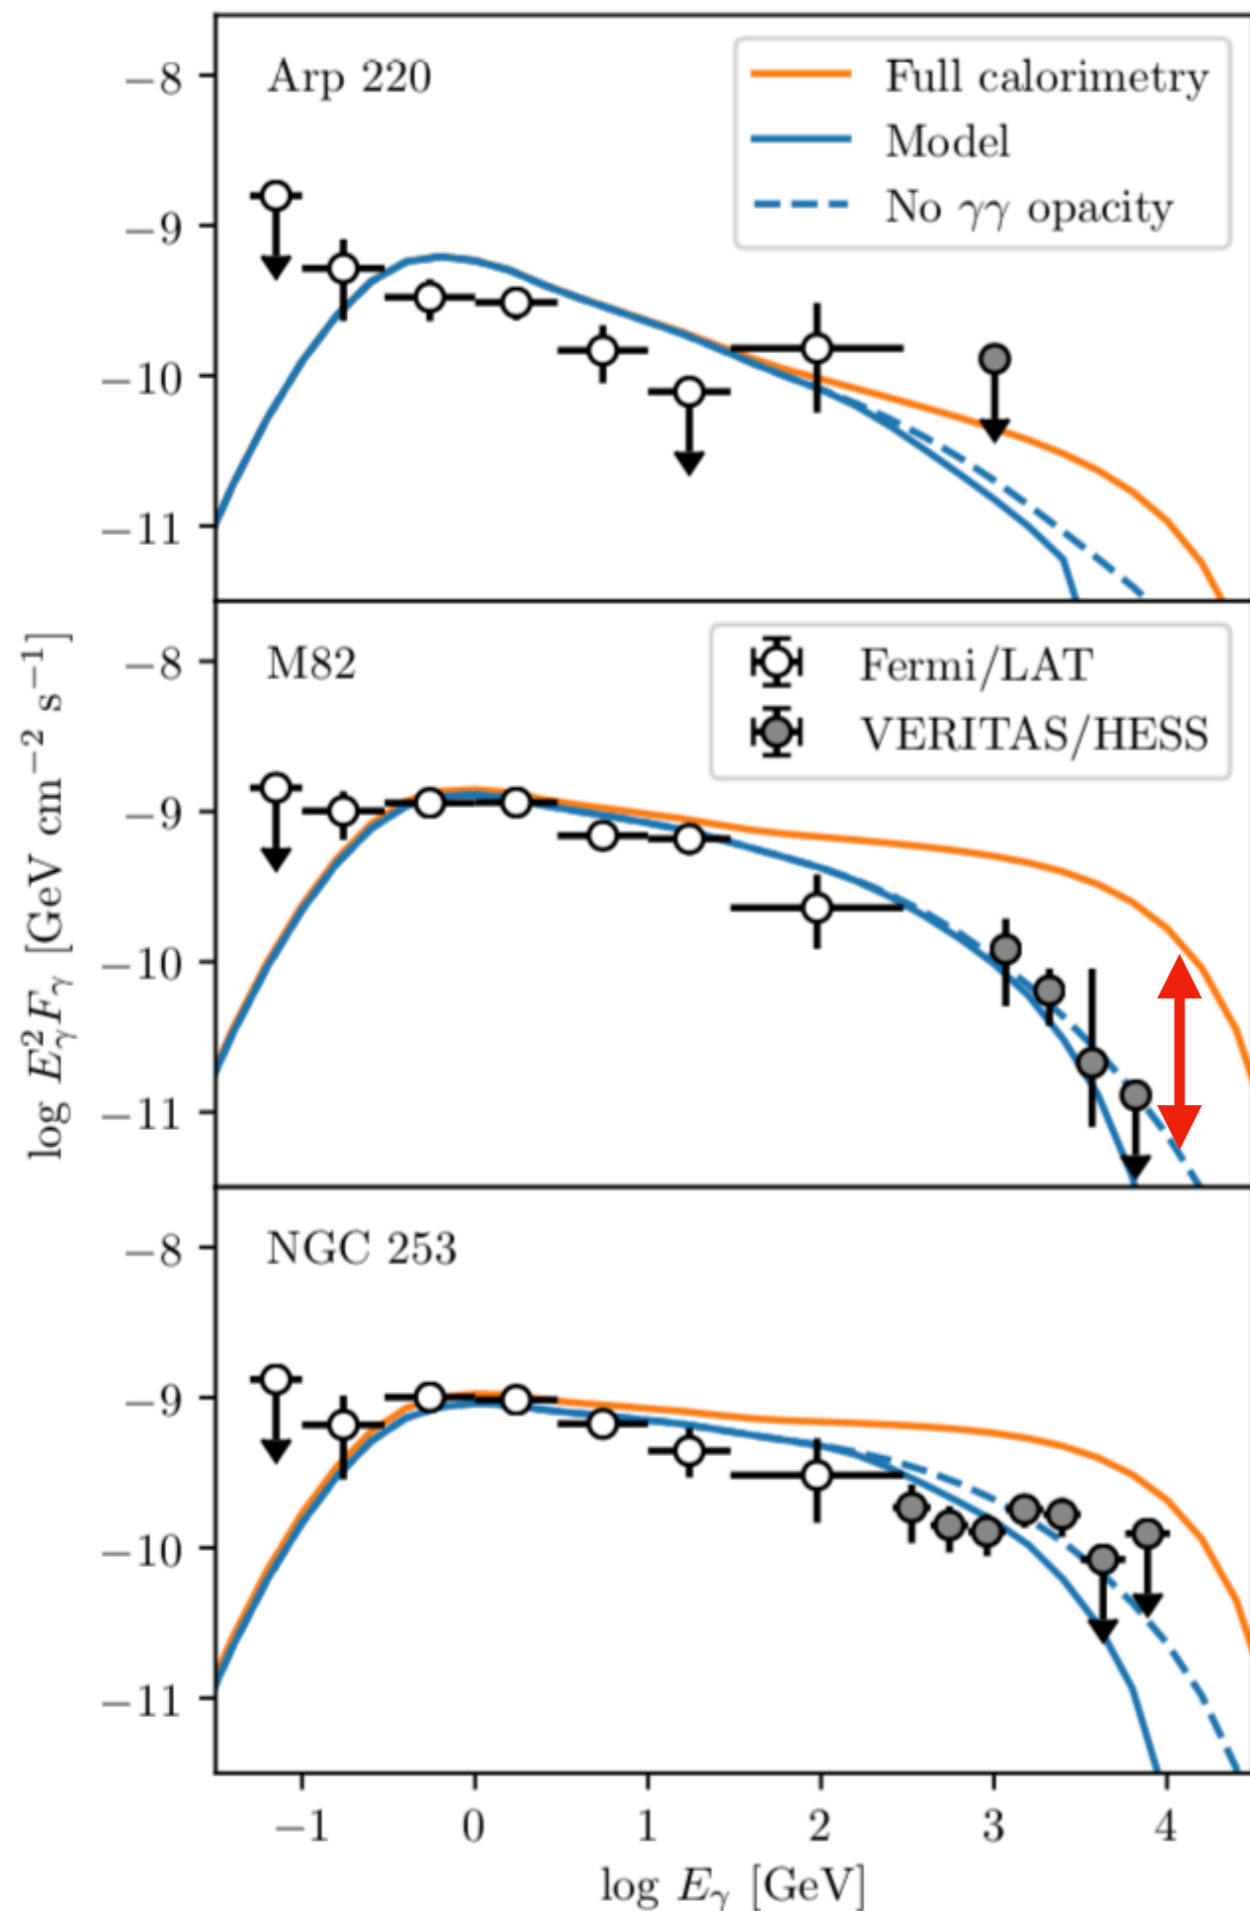 Arp 220
Full calorimetry
Model
No γγ opacity
−8
−9
−10
−11
M82
Fermi/LAT
VERITAS/HESS
−8
−9
−10
−11
log E²γFγ [GeV cm⁻² s⁻¹]
NGC 253
−8
−9
−10
−11
−1 0 1 2 3 4
log Eγ [GeV]